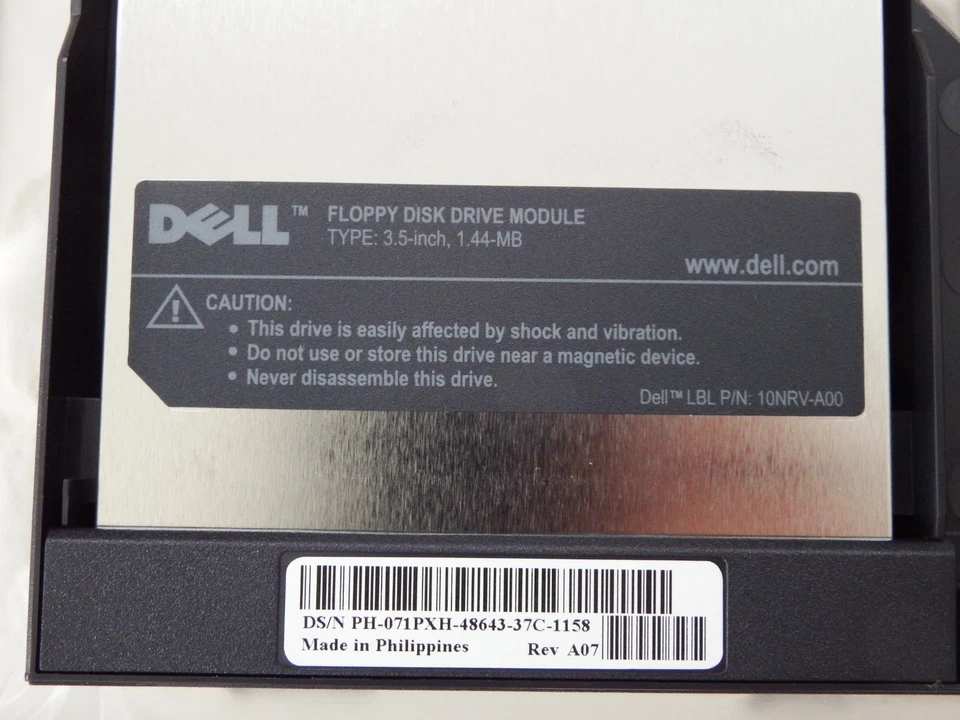 DELL™ FLOPPY DISK DRIVE MODULE
TYPE: 3.5-inch, 1.44-MB
www.dell.com
CAUTION:
• This drive is easily affected by shock and vibration.
• Do not use or store this drive near a magnetic device.
• Never disassemble this drive.
Dell™ LBL P/N: 10NRV-A00
DS/N PH-071PXH-48643-37C-1158
Made in Philippines Rev A07